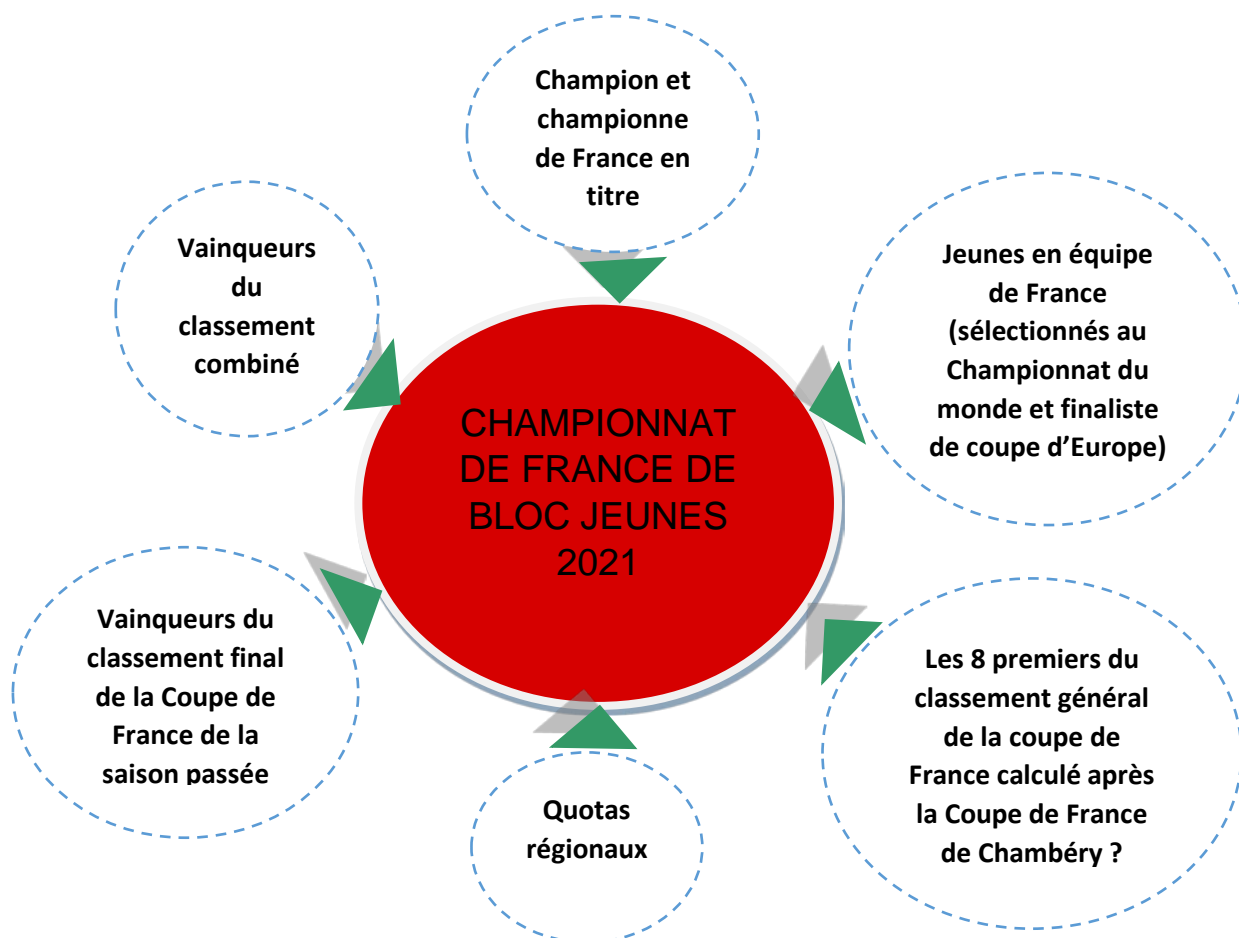 Champion et
championne
de France en
titre
Vainqueurs
du
classement
combiné
Jeunes en équipe
de France
(sélectionnés au
Championnat du
monde et finaliste
de coupe d’Europe)
CHAMPIONNAT
DE FRANCE DE
BLOC JEUNES
2021
Vainqueurs du
classement final
de la Coupe de
France de la
saison passée
Les 8 premiers du
classement général
de la coupe de
France calculé après
la Coupe de France
de Chambéry ?
Quotas
régionaux